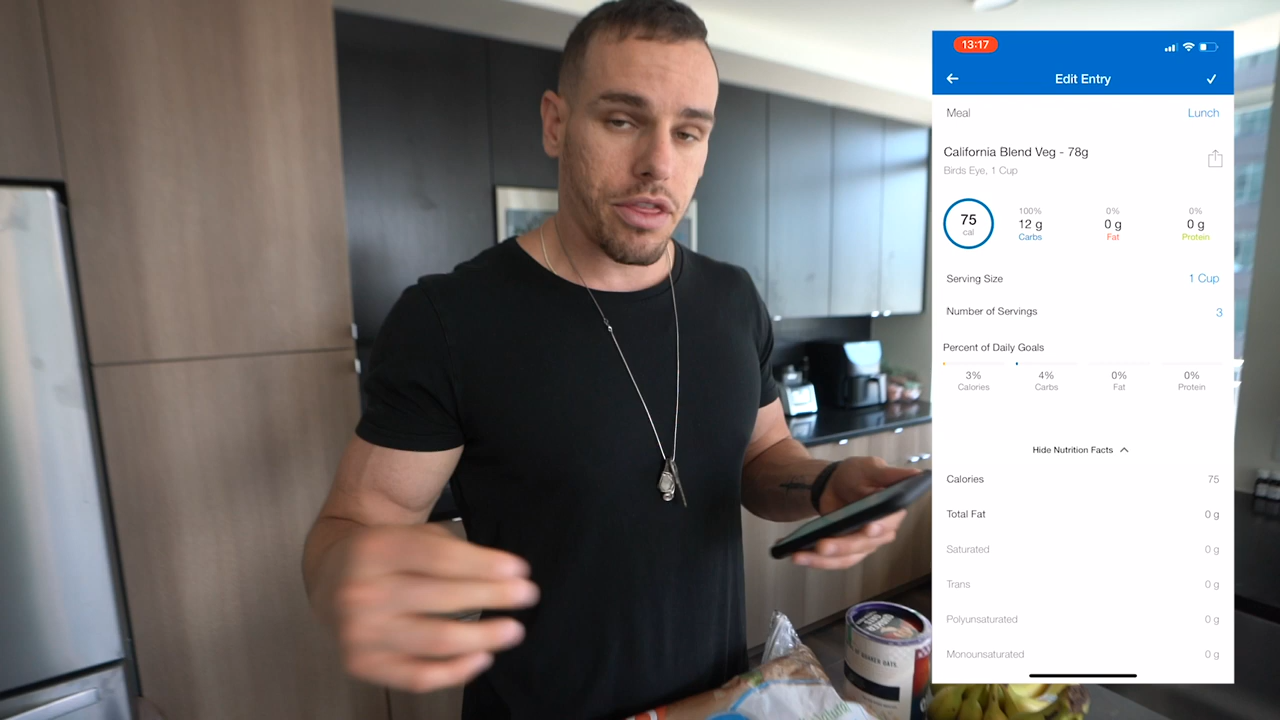 13:17
Edit Entry
Meal Lunch
California Blend Veg - 78g
Birds Eye, 1 Cup
75 cal
100% 0% 0%
12 g 0 g 0 g
Carbs Fat Protein
Serving Size 1 Cup
Number of Servings 3
Percent of Daily Goals
3% 4% 0% 0%
Calories Carbs Fat Protein
Hide Nutrition Facts
Calories 75
Total Fat 0 g
Saturated 0 g
Trans 0 g
Polyunsaturated 0 g
Monounsaturated 0 g
QUAKER OATS